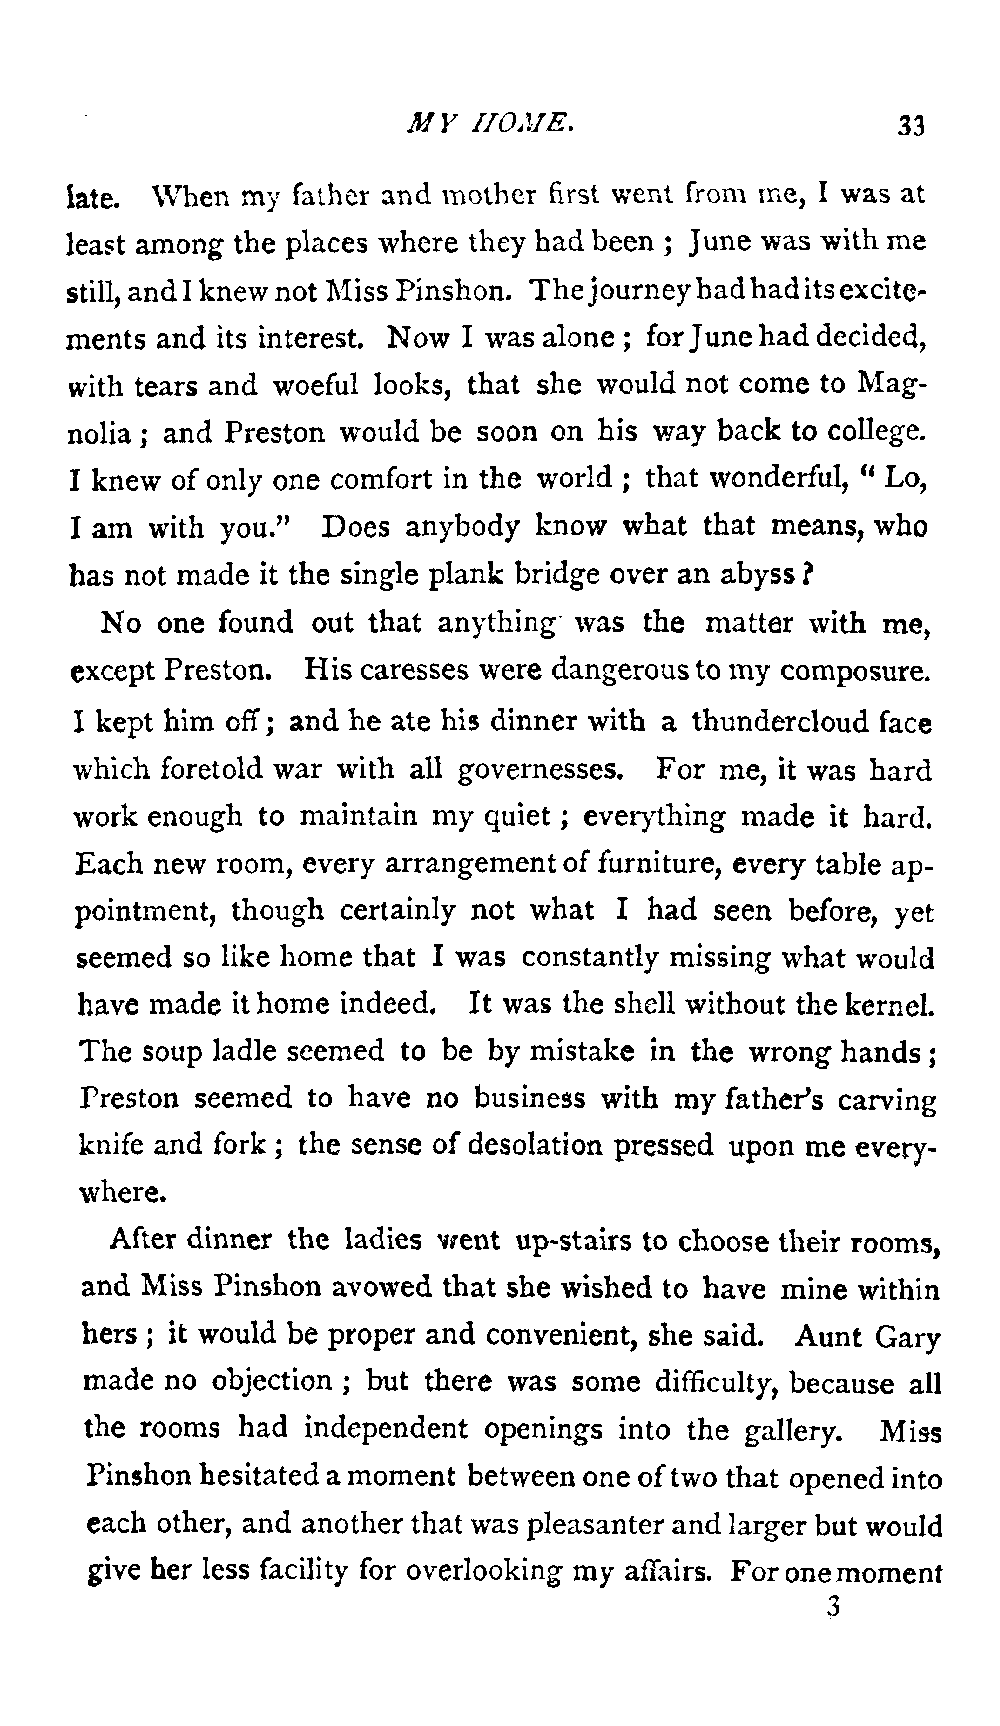 MY HOME. 33
late. When my father and mother first went from me, I was at
least among the places where they had been ; June was with me
still, and I knew not Miss Pinshon. The journey had had its excite-
ments and its interest. Now I was alone ; for June had decided,
with tears and woeful looks, that she would not come to Mag-
nolia ; and Preston would be soon on his way back to college.
I knew of only one comfort in the world ; that wonderful, “ Lo,
I am with you.” Does anybody know what that means, who
has not made it the single plank bridge over an abyss ?
No one found out that anything was the matter with me,
except Preston. His caresses were dangerous to my composure.
I kept him off ; and he ate his dinner with a thundercloud face
which foretold war with all governesses. For me, it was hard
work enough to maintain my quiet ; everything made it hard.
Each new room, every arrangement of furniture, every table ap-
pointment, though certainly not what I had seen before, yet
seemed so like home that I was constantly missing what would
have made it home indeed. It was the shell without the kernel.
The soup ladle seemed to be by mistake in the wrong hands ;
Preston seemed to have no business with my father's carving
knife and fork ; the sense of desolation pressed upon me every-
where.
After dinner the ladies went up-stairs to choose their rooms,
and Miss Pinshon avowed that she wished to have mine within
hers ; it would be proper and convenient, she said. Aunt Gary
made no objection ; but there was some difficulty, because all
the rooms had independent openings into the gallery. Miss
Pinshon hesitated a moment between one of two that opened into
each other, and another that was pleasanter and larger but would
give her less facility for overlooking my affairs. For one moment
3